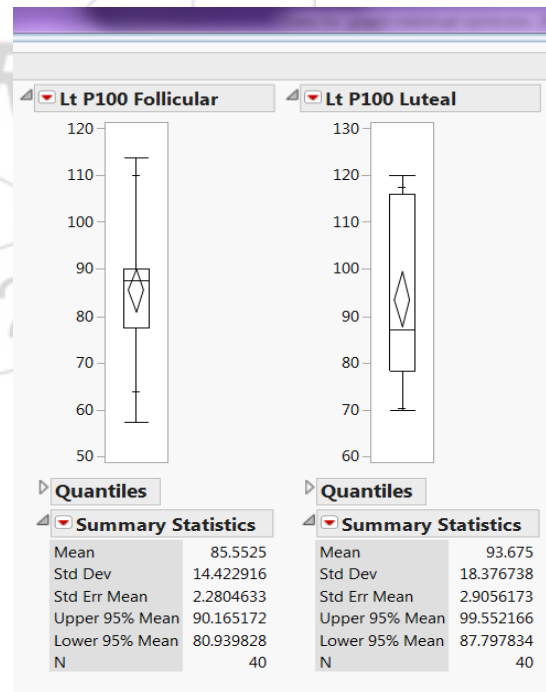 Lt P100 Follicular
120
110
100
90
80
70
60
50
Quantiles
Summary Statistics
Mean 85.5525
Std Dev 14.422916
Std Err Mean 2.2804633
Upper 95% Mean 90.165172
Lower 95% Mean 80.939828
N 40
Lt P100 Luteal
130
120
110
100
90
80
70
60
Quantiles
Summary Statistics
Mean 93.675
Std Dev 18.376738
Std Err Mean 2.9056173
Upper 95% Mean 99.552166
Lower 95% Mean 87.797834
N 40